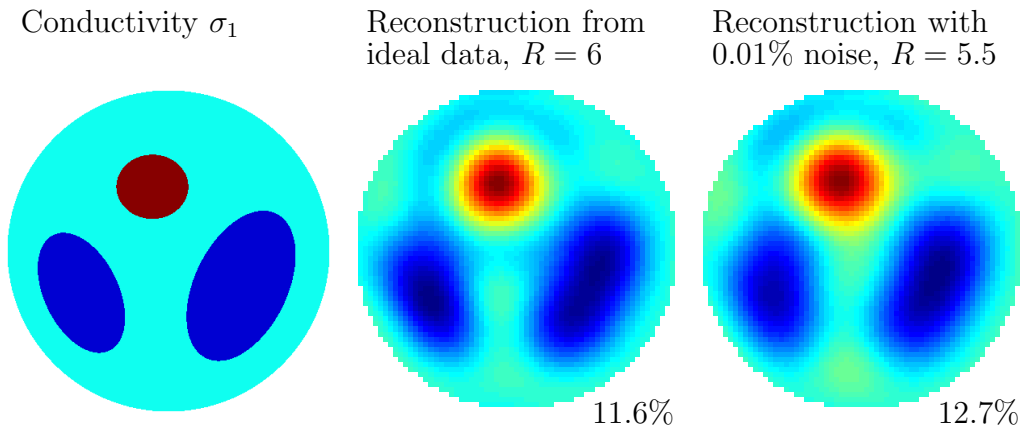 Conductivity σ₁
Reconstruction from
ideal data, R = 6
Reconstruction with
0.01% noise, R = 5.5
11.6%
12.7%